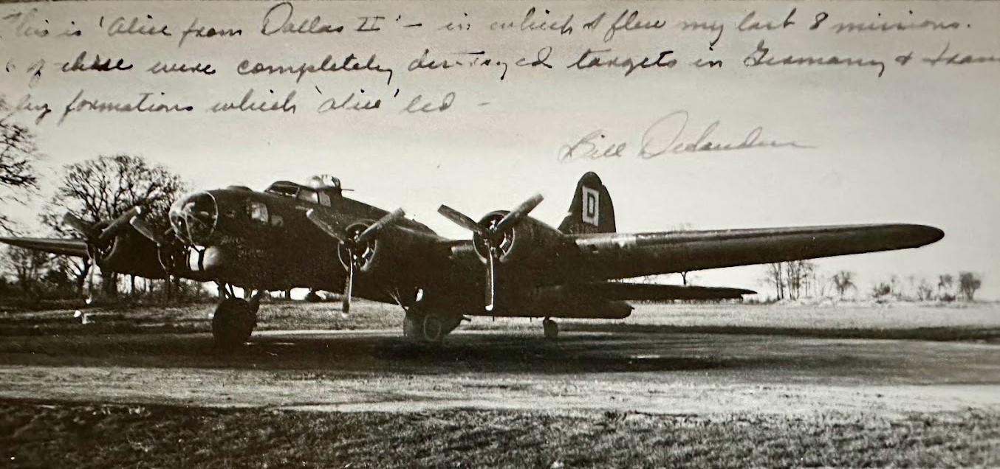 This is 'Alice from Dallas II' - in which I flew my last 8 missions.
of these were completely destroyed targets in Germany &
by formations which 'Alice' led -
Bill
D